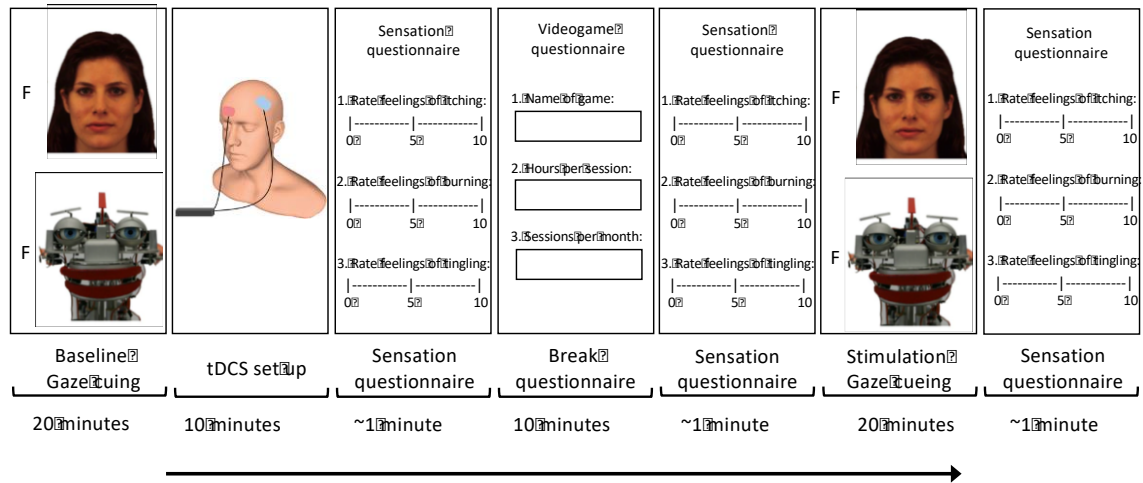 Sensation
questionnaire
1. Rate feelings of itching:
|-----------|-----------|
0 5 10
2. Rate feelings of burning:
|-----------|-----------|
0 5 10
3. Rate feelings of tingling:
|-----------|-----------|
0 5 10
Videogame
questionnaire
1. Name of game:
2. Hours per session:
3. Sessions per month:
Sensation
questionnaire
1. Rate feelings of itching:
|-----------|-----------|
0 5 10
2. Rate feelings of burning:
|-----------|-----------|
0 5 10
3. Rate feelings of tingling:
|-----------|-----------|
0 5 10
F
F
F
F
Sensation
questionnaire
1. Rate feelings of itching:
|-----------|-----------|
0 5 10
2. Rate feelings of burning:
|-----------|-----------|
0 5 10
3. Rate feelings of tingling:
|-----------|-----------|
0 5 10
Baseline
Gaze cuing
20 minutes
tDCS set up
10 minutes
Sensation
questionnaire
~1 minute
Break
questionnaire
10 minutes
Sensation
questionnaire
~1 minute
Stimulation
Gaze cueing
20 minutes
Sensation
questionnaire
~1 minute